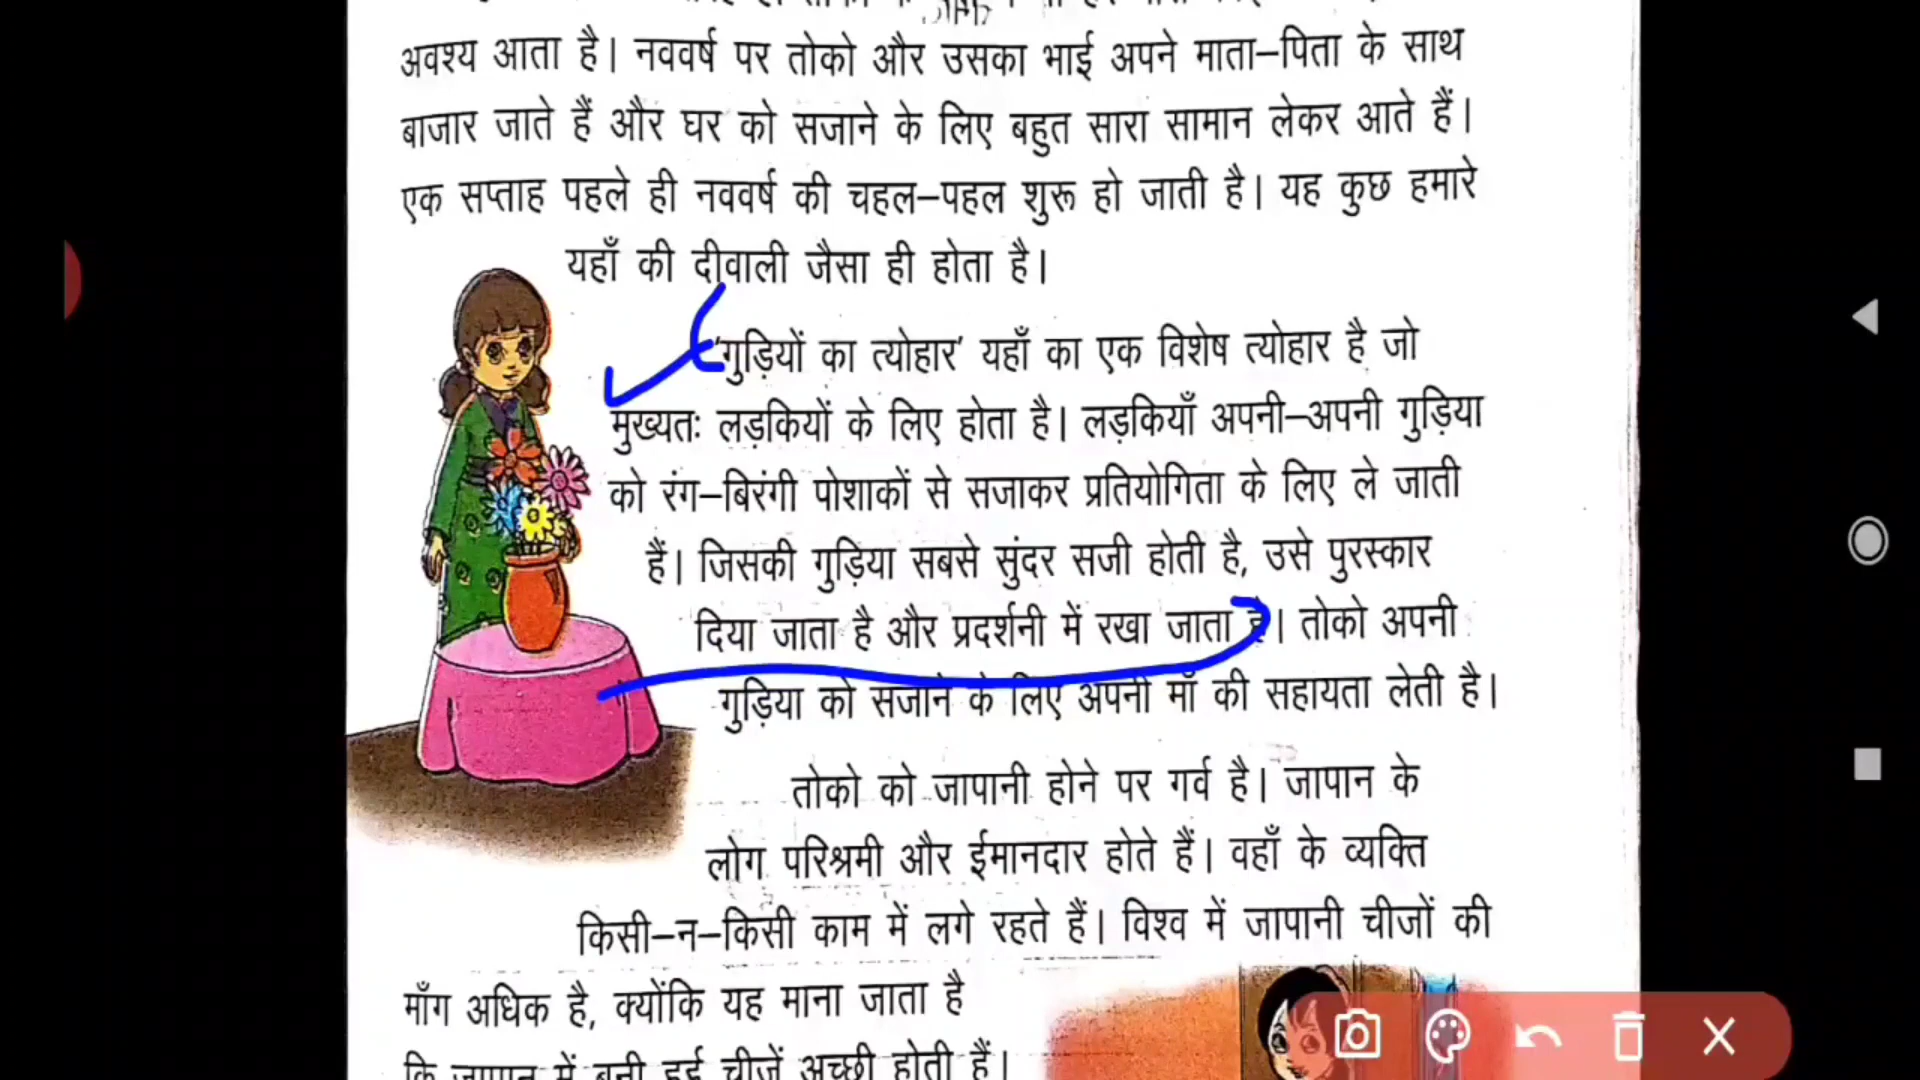 अवश्य आता है। नववर्ष पर तोको और उसका भाई अपने माता–पिता के साथ
बाजार जाते हैं और घर को सजाने के लिए बहुत सारा सामान लेकर आते हैं।
एक सप्ताह पहले ही नववर्ष की चहल–पहल शुरू हो जाती है। यह कुछ हमारे
यहाँ की दीवाली जैसा ही होता है।
'गुड़ियों का त्योहार' यहाँ का एक विशेष त्योहार है जो
मुख्यतः लड़कियों के लिए होता है। लड़कियाँ अपनी–अपनी गुड़िया
को रंग–बिरंगी पोशाकों से सजाकर प्रतियोगिता के लिए ले जाती
हैं। जिसकी गुड़िया सबसे सुंदर सजी होती है, उसे पुरस्कार
दिया जाता है और प्रदर्शनी में रखा जाता है। तोको अपनी
गुड़िया को सजाने के लिए अपनी माँ की सहायता लेती है।
तोको को जापानी होने पर गर्व है। जापान के
लोग परिश्रमी और ईमानदार होते हैं। वहाँ के व्यक्ति
किसी–न–किसी काम में लगे रहते हैं। विश्व में जापानी चीजों की
माँग अधिक है, क्योंकि यह माना जाता है
कि जापान में बनी हुई चीजें अच्छी होती हैं।